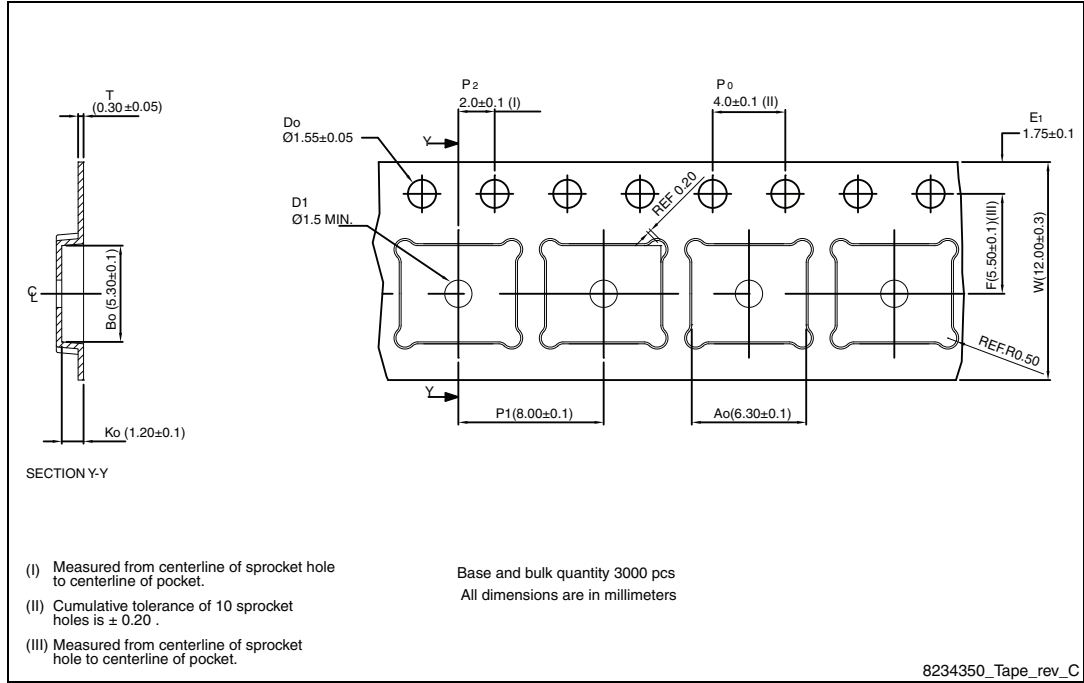 T
(0.30 ±0.05)
P2
2.0±0.1 (I)
P0
4.0±0.1 (II)
Do
Ø1.55±0.05
Y
E1
1.75±0.1
D1
Ø1.5 MIN.
REF 0.20
F(5.50±0.1)(III)
W(12.00±0.3)
CL
Bo (5.30±0.1)
REF.R0.50
Y
P1(8.00±0.1)
Ao(6.30±0.1)
Ko (1.20±0.1)
SECTION Y-Y
(I) Measured from centerline of sprocket hole
to centerline of pocket.
(II) Cumulative tolerance of 10 sprocket
holes is ± 0.20 .
(III) Measured from centerline of sprocket
hole to centerline of pocket.
Base and bulk quantity 3000 pcs
All dimensions are in millimeters
8234350_Tape_rev_C